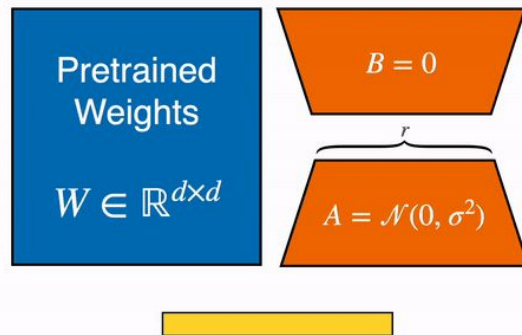 Pretrained
Weights
W ∈ ℝ^{d×d}
B = 0
r
A = 𝒩(0, σ²)